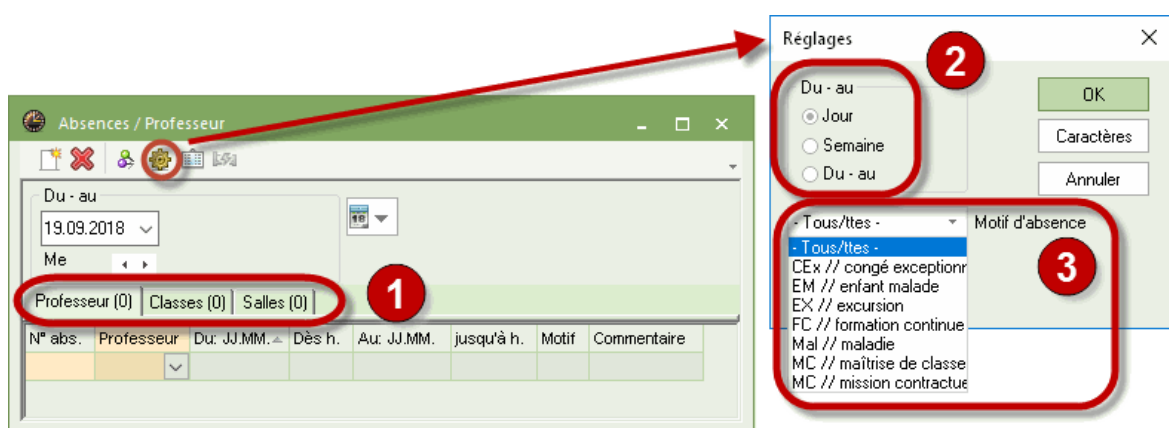 Absences / Professeur
Du - au
19.09.2018
18
Me
Professeur (0) Classes (0) Salles (0)
1
N° abs. Professeur Du: JJ.MM. Dès h. Au: JJ.MM. jusqu'à h. Motif Commentaire
Réglages
2
Du - au
Jour
Semaine
Du - au
OK
Caractères
Annuler
- Tous/ttes - Motif d'absence
- Tous/ttes -
CEx // congé exceptionr
EM // enfant malade
EX // excursion
FC // formation continue
Mal // maladie
MC // maîtrise de classe
MC // mission contractue
3